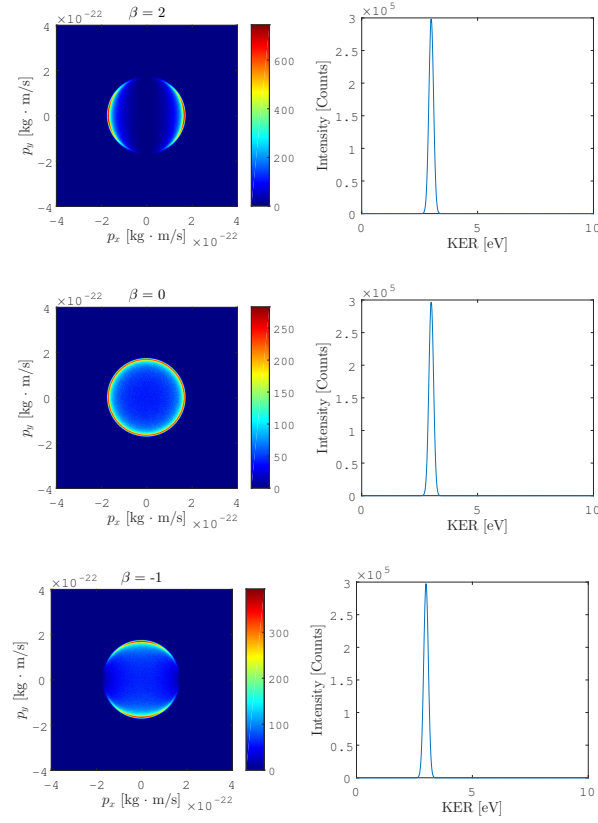 β = 2
×10⁻²²
4
2
0
−2
−4
p_y [kg · m/s]
−4 −2 0 2 4
p_x [kg · m/s] ×10⁻²²
600
400
200
0
×10⁵
3
2.5
2
1.5
1
0.5
0
Intensity [Counts]
0 5 10
KER [eV]
β = 0
×10⁻²²
4
2
0
−2
−4
p_y [kg · m/s]
−4 −2 0 2 4
p_x [kg · m/s] ×10⁻²²
250
200
150
100
50
0
×10⁵
3
2.5
2
1.5
1
0.5
0
Intensity [Counts]
0 5 10
KER [eV]
β = -1
×10⁻²²
4
2
0
−2
−4
p_y [kg · m/s]
−4 −2 0 2 4
p_x [kg · m/s] ×10⁻²²
300
200
100
0
×10⁵
3
2.5
2
1.5
1
0.5
0
Intensity [Counts]
0 5 10
KER [eV]